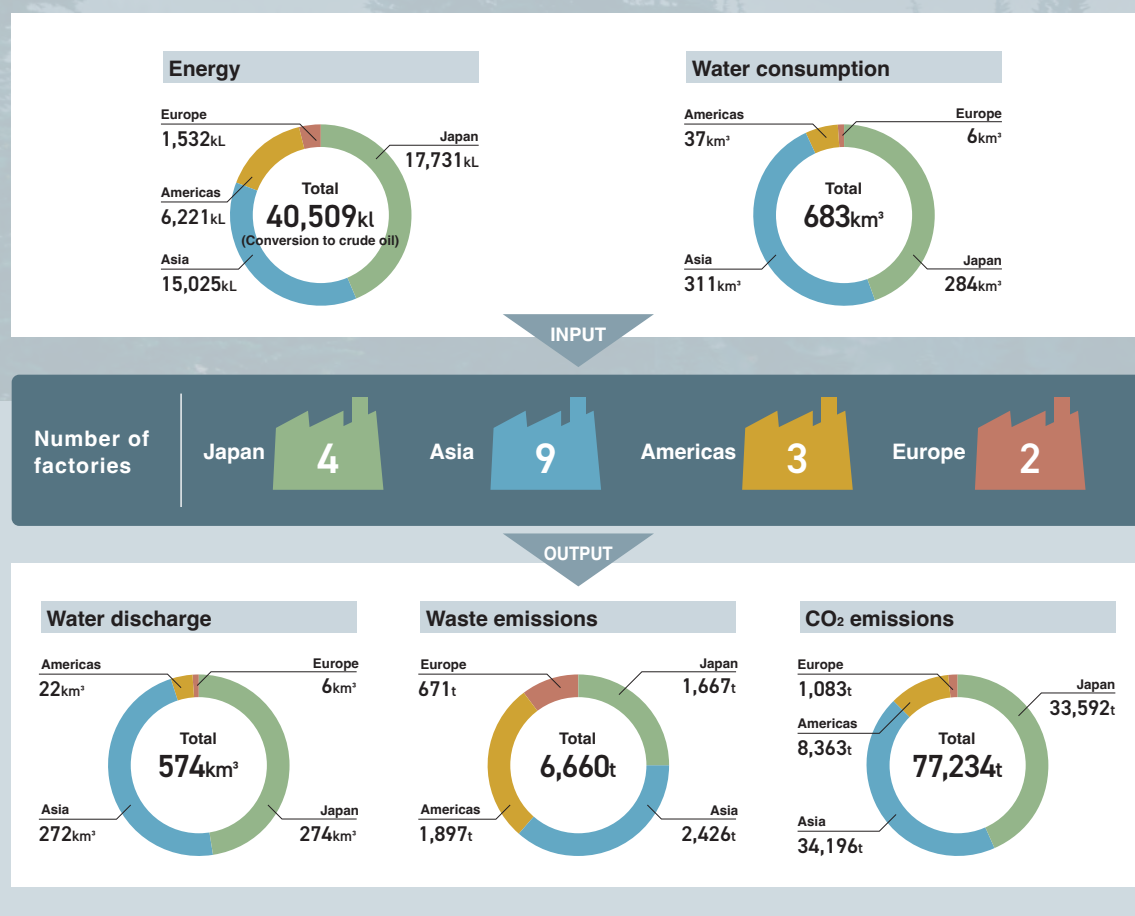 Energy
Europe
1,532kL
Japan
17,731kL
Americas
6,221kL
Asia
15,025kL
Total
40,509kl
(Conversion to crude oil)
Water consumption
Americas
37km³
Europe
6km³
Asia
311km³
Japan
284km³
Total
683km³
INPUT
Number of
factories
Japan
4
Asia
9
Americas
3
Europe
2
OUTPUT
Water discharge
Americas
22km³
Europe
6km³
Asia
272km³
Japan
274km³
Total
574km³
Waste emissions
Europe
671t
Japan
1,667t
Americas
1,897t
Asia
2,426t
Total
6,660t
CO₂ emissions
Europe
1,083t
Japan
33,592t
Americas
8,363t
Asia
34,196t
Total
77,234t